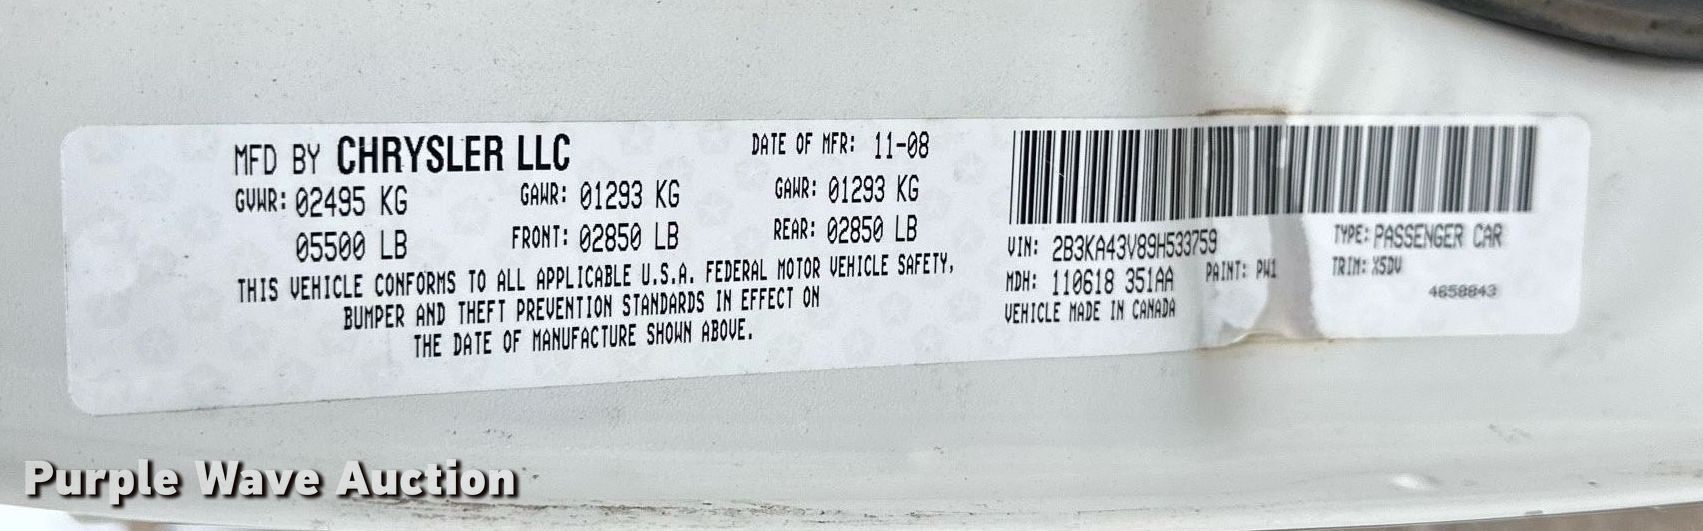 MFD BY CHRYSLER LLC
DATE OF MFR: 11-08
GVWR: 02495 KG
GAWR: 01293 KG
GAWR: 01293 KG
05500 LB
FRONT: 02850 LB
REAR: 02850 LB
THIS VEHICLE CONFORMS TO ALL APPLICABLE U.S.A. FEDERAL MOTOR VEHICLE SAFETY,
BUMPER AND THEFT PREVENTION STANDARDS IN EFFECT ON
THE DATE OF MANUFACTURE SHOWN ABOVE.
VIN: 2B3KA43V89H533759
TYPE: PASSENGER CAR
MDH: 110618 351AA
PAINT: PW1
TRIM: X5DV
VEHICLE MADE IN CANADA
4658843
Purple Wave Auction